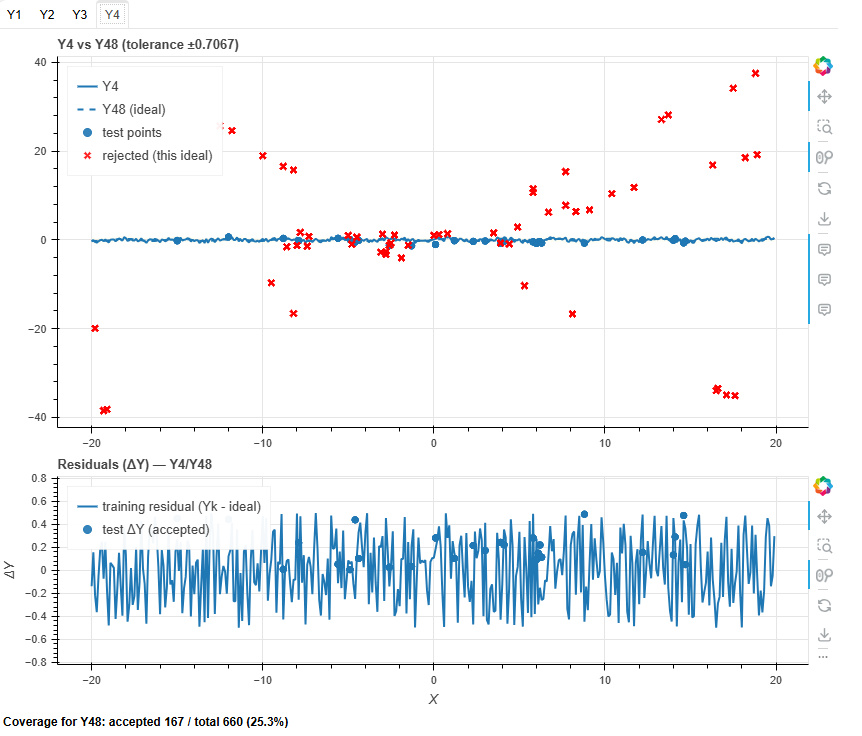 Y1 Y2 Y3 Y4
Y4 vs Y48 (tolerance ±0.7067)
40
20
0
−20
−40
Y4
Y48 (ideal)
test points
rejected (this ideal)
−20 −10 0 10 20
Residuals (ΔY) — Y4/Y48
0.8
0.6
0.4
0.2
0
−0.2
−0.4
−0.6
−0.8
ΔY
training residual (Yk - ideal)
test ΔY (accepted)
−20 −10 0 10 20
X
Coverage for Y48: accepted 167 / total 660 (25.3%)